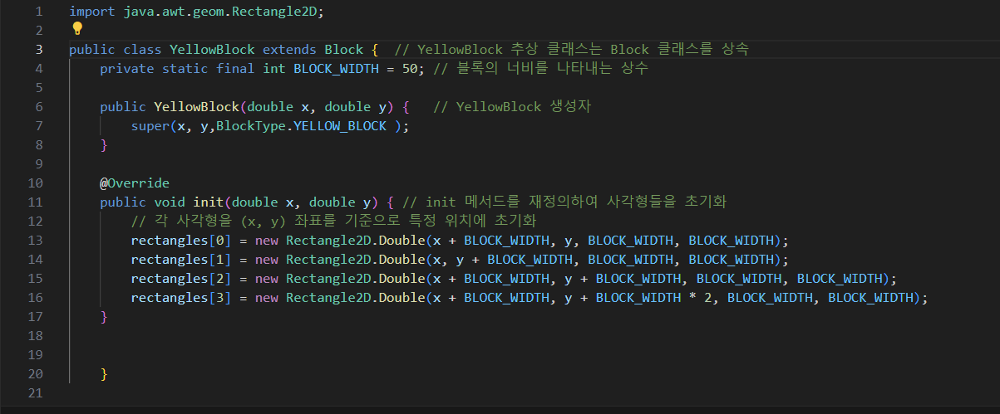 1 import java.awt.geom.Rectangle2D;
2
3 public class YellowBlock extends Block {  // YellowBlock 추상 클래스는 Block 클래스를 상속
4     private static final int BLOCK_WIDTH = 50; // 블록의 너비를 나타내는 상수
5
6     public YellowBlock(double x, double y) {   // YellowBlock 생성자
7         super(x, y,BlockType.YELLOW_BLOCK );
8     }
9
10     @Override
11     public void init(double x, double y) { // init 메서드를 재정의하여 사각형들을 초기화
12         // 각 사각형을 (x, y) 좌표를 기준으로 특정 위치에 초기화
13         rectangles[0] = new Rectangle2D.Double(x + BLOCK_WIDTH, y, BLOCK_WIDTH, BLOCK_WIDTH);
14         rectangles[1] = new Rectangle2D.Double(x, y + BLOCK_WIDTH, BLOCK_WIDTH, BLOCK_WIDTH);
15         rectangles[2] = new Rectangle2D.Double(x + BLOCK_WIDTH, y + BLOCK_WIDTH, BLOCK_WIDTH, BLOCK_WIDTH);
16         rectangles[3] = new Rectangle2D.Double(x + BLOCK_WIDTH, y + BLOCK_WIDTH * 2, BLOCK_WIDTH, BLOCK_WIDTH);
17     }
18
19
20     }
21